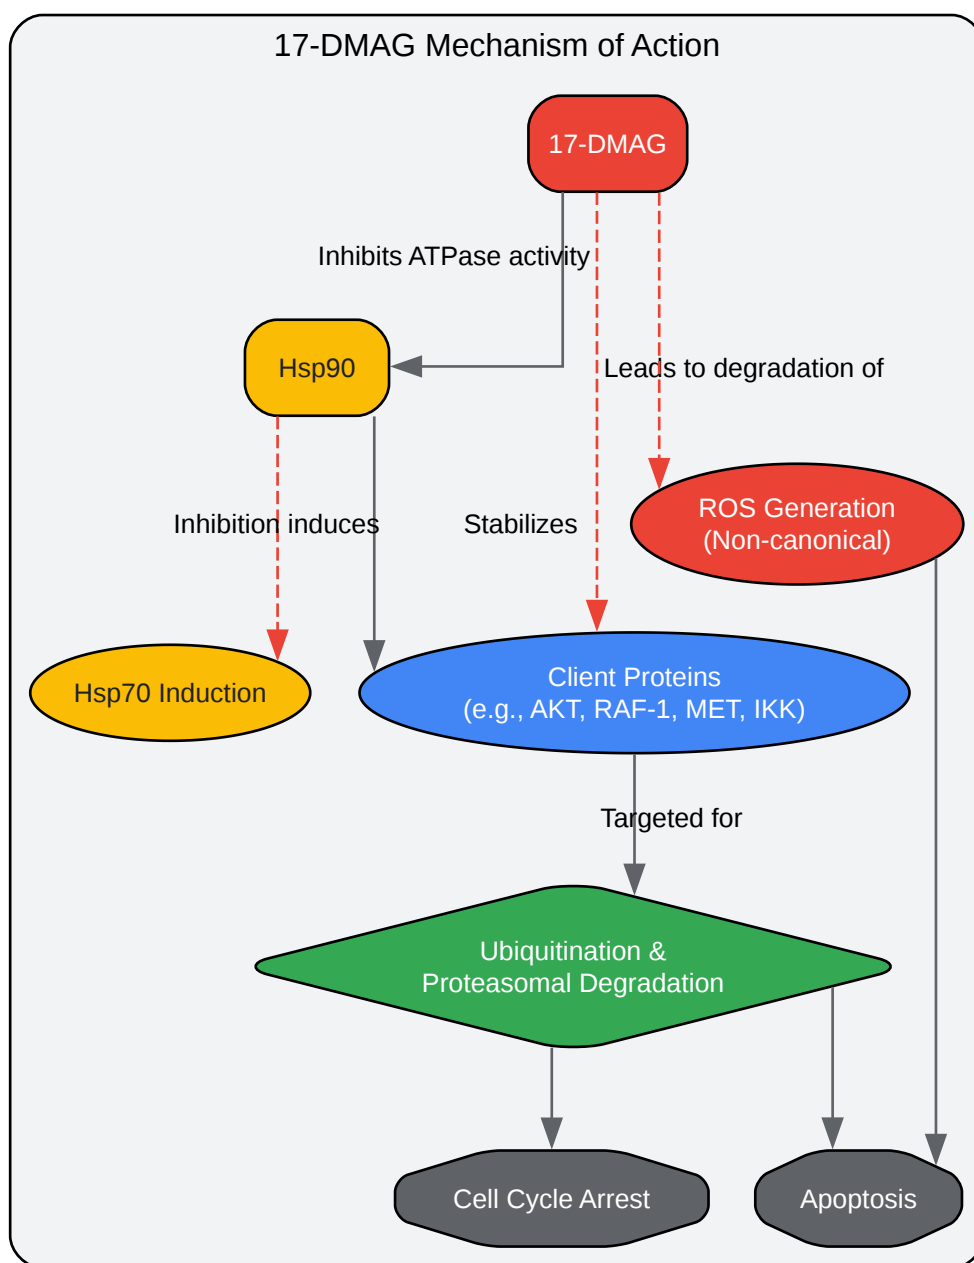 17-DMAG Mechanism of Action
17-DMAG
Inhibits ATPase activity
Hsp90
Leads to degradation of
Inhibition induces
Stabilizes
ROS Generation
(Non-canonical)
Hsp70 Induction
Client Proteins
(e.g., AKT, RAF-1, MET, IKK)
Targeted for
Ubiquitination &
Proteasomal Degradation
Cell Cycle Arrest
Apoptosis